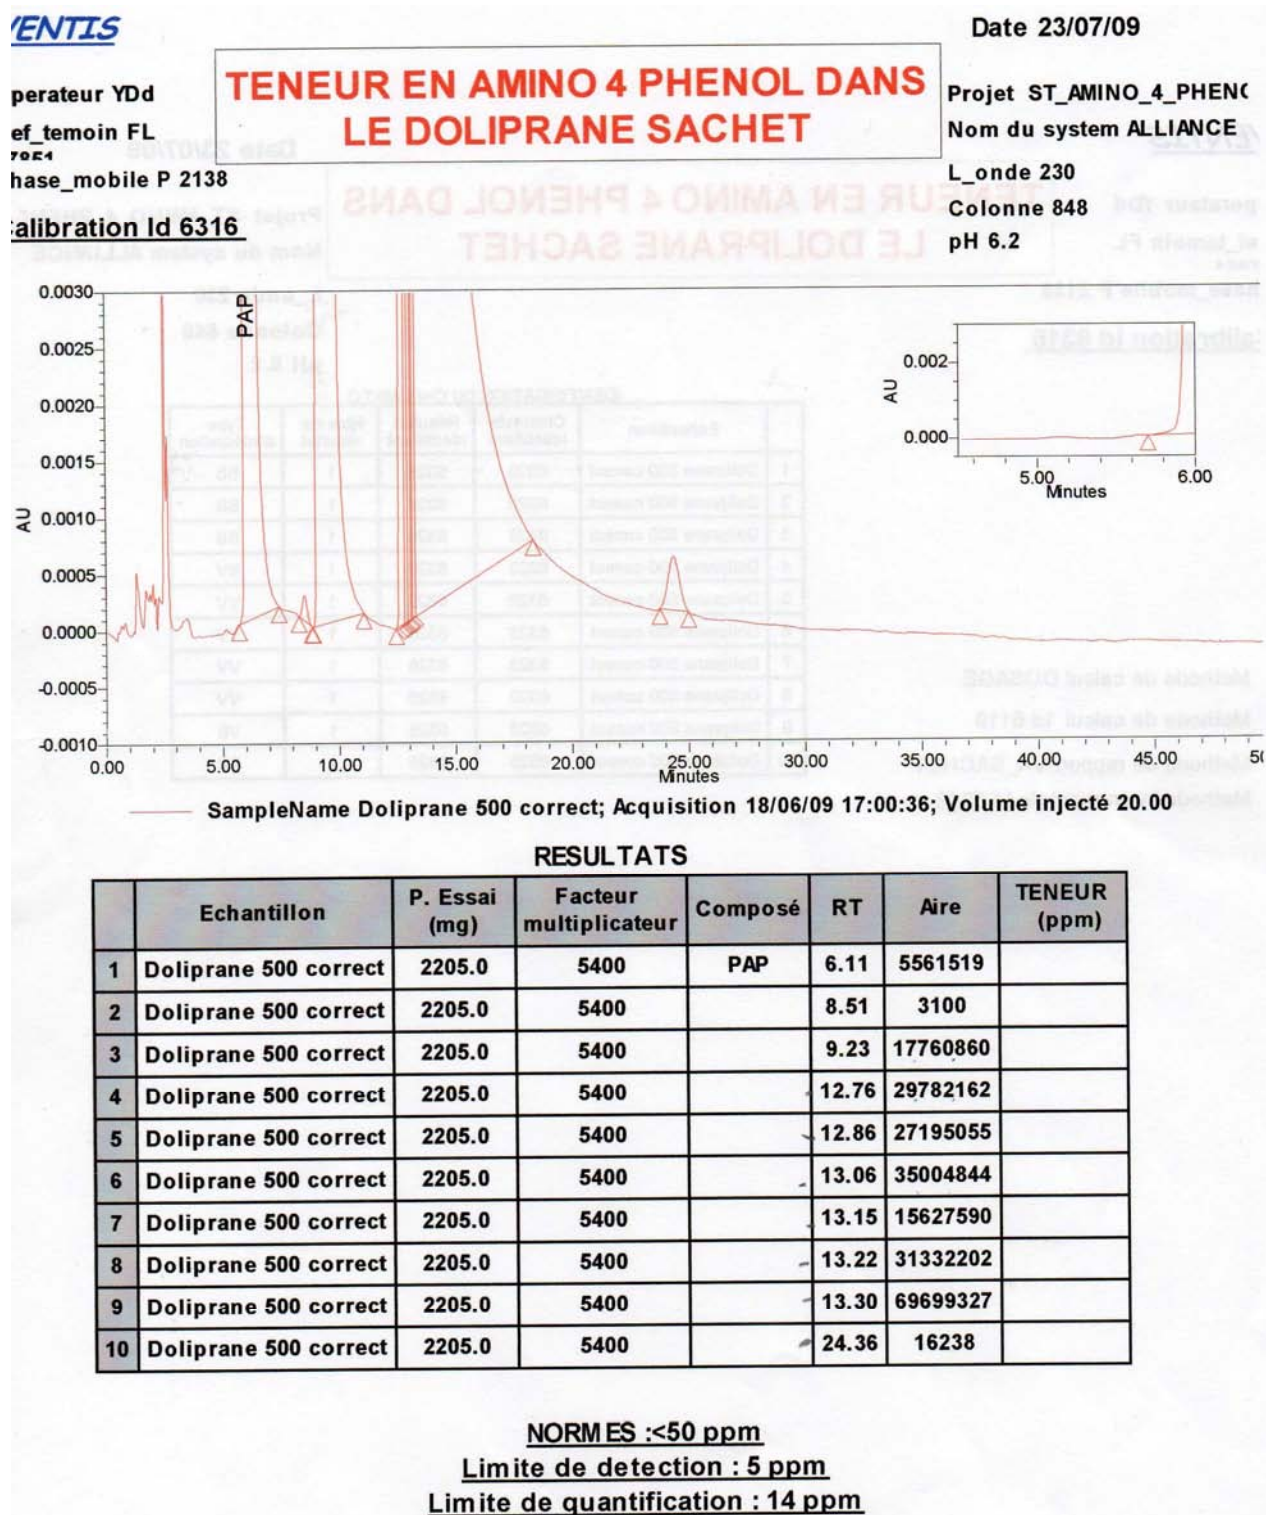 VENTIS
Date 23/07/09
TENEUR EN AMINO 4 PHENOL DANS
LE DOLIPRANE SACHET
perateur YDd
ef_temoin FL
hase_mobile P 2138
alibration Id 6316
Projet ST_AMINO_4_PHEN
Nom du system ALLIANCE
L_onde 230
Colonne 848
pH 6.2
0.0030
0.0025
0.0020
0.0015
0.0010
0.0005
0.0000
-0.0005
-0.0010
AU
PAP
0.00 5.00 10.00 15.00 20.00 25.00 30.00 35.00 40.00 45.00
Minutes
0.002
0.000
AU
5.00 6.00
Minutes
SampleName Doliprane 500 correct; Acquisition 18/06/09 17:00:36; Volume injecté 20.00
RESULTATS
Echantillon P. Essai (mg) Facteur multiplicateur Composé RT Aire TENEUR (ppm)
1 Doliprane 500 correct 2205.0 5400 PAP 6.11 5561519
2 Doliprane 500 correct 2205.0 5400 8.51 3100
3 Doliprane 500 correct 2205.0 5400 9.23 17760860
4 Doliprane 500 correct 2205.0 5400 12.76 29782162
5 Doliprane 500 correct 2205.0 5400 12.86 27195055
6 Doliprane 500 correct 2205.0 5400 13.06 35004844
7 Doliprane 500 correct 2205.0 5400 13.15 15627590
8 Doliprane 500 correct 2205.0 5400 13.22 31332202
9 Doliprane 500 correct 2205.0 5400 13.30 69699327
10 Doliprane 500 correct 2205.0 5400 24.36 16238
NORMES :<50 ppm
Limite de detection : 5 ppm
Limite de quantification : 14 ppm